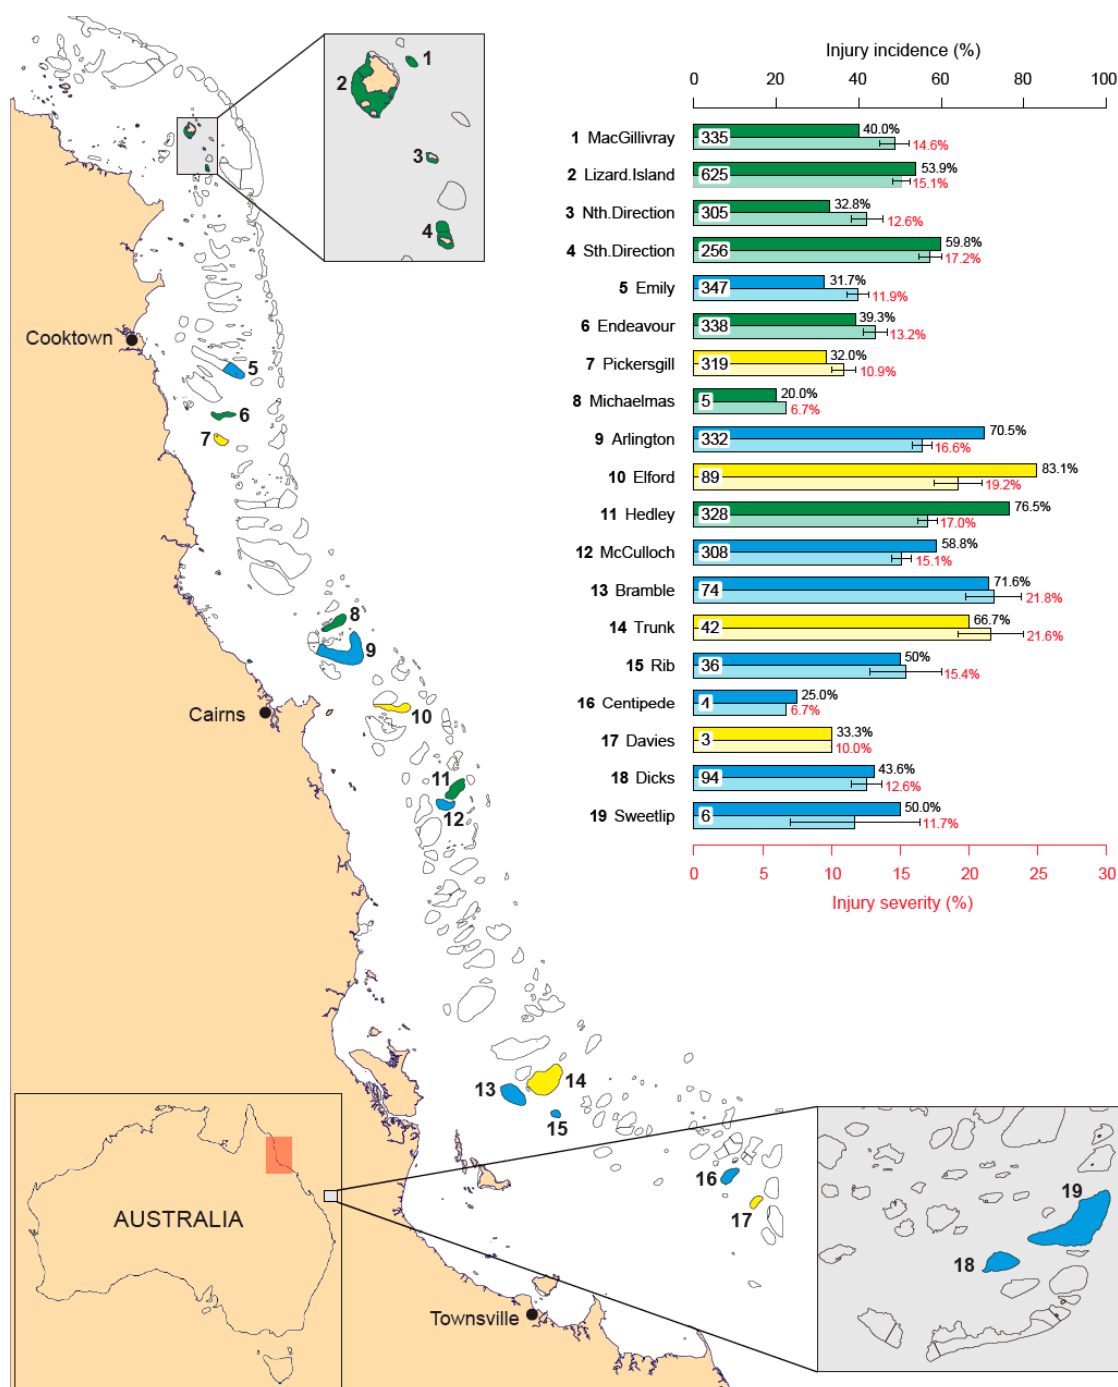 Injury incidence (%)
0 20 40 60 80 100
1 MacGillivray 335 40.0% 14.6%
2 Lizard.Island 625 53.9% 15.1%
3 Nth.Direction 305 32.8% 12.6%
4 Sth.Direction 256 59.8% 17.2%
5 Emily 347 31.7% 11.9%
6 Endeavour 338 39.3% 13.2%
7 Pickersgill 319 32.0% 10.9%
8 Michaelmas 5 20.0% 6.7%
9 Arlington 332 70.5% 16.6%
10 Elford 89 83.1% 19.2%
11 Hedley 328 76.5% 17.0%
12 McCulloch 308 58.8% 15.1%
13 Bramble 74 71.6% 21.8%
14 Trunk 42 66.7% 21.6%
15 Rib 36 50% 15.4%
16 Centipede 4 25.0% 6.7%
17 Davies 3 33.3% 10.0%
18 Dicks 94 43.6% 12.6%
19 Sweetlip 6 50.0% 11.7%
0 5 10 15 20 25 30
Injury severity (%)
1
2
3
4
Cooktown
5
6
7
8
9
Cairns
10
11
12
13
14
15
16
17
Townsville
AUSTRALIA
19
18